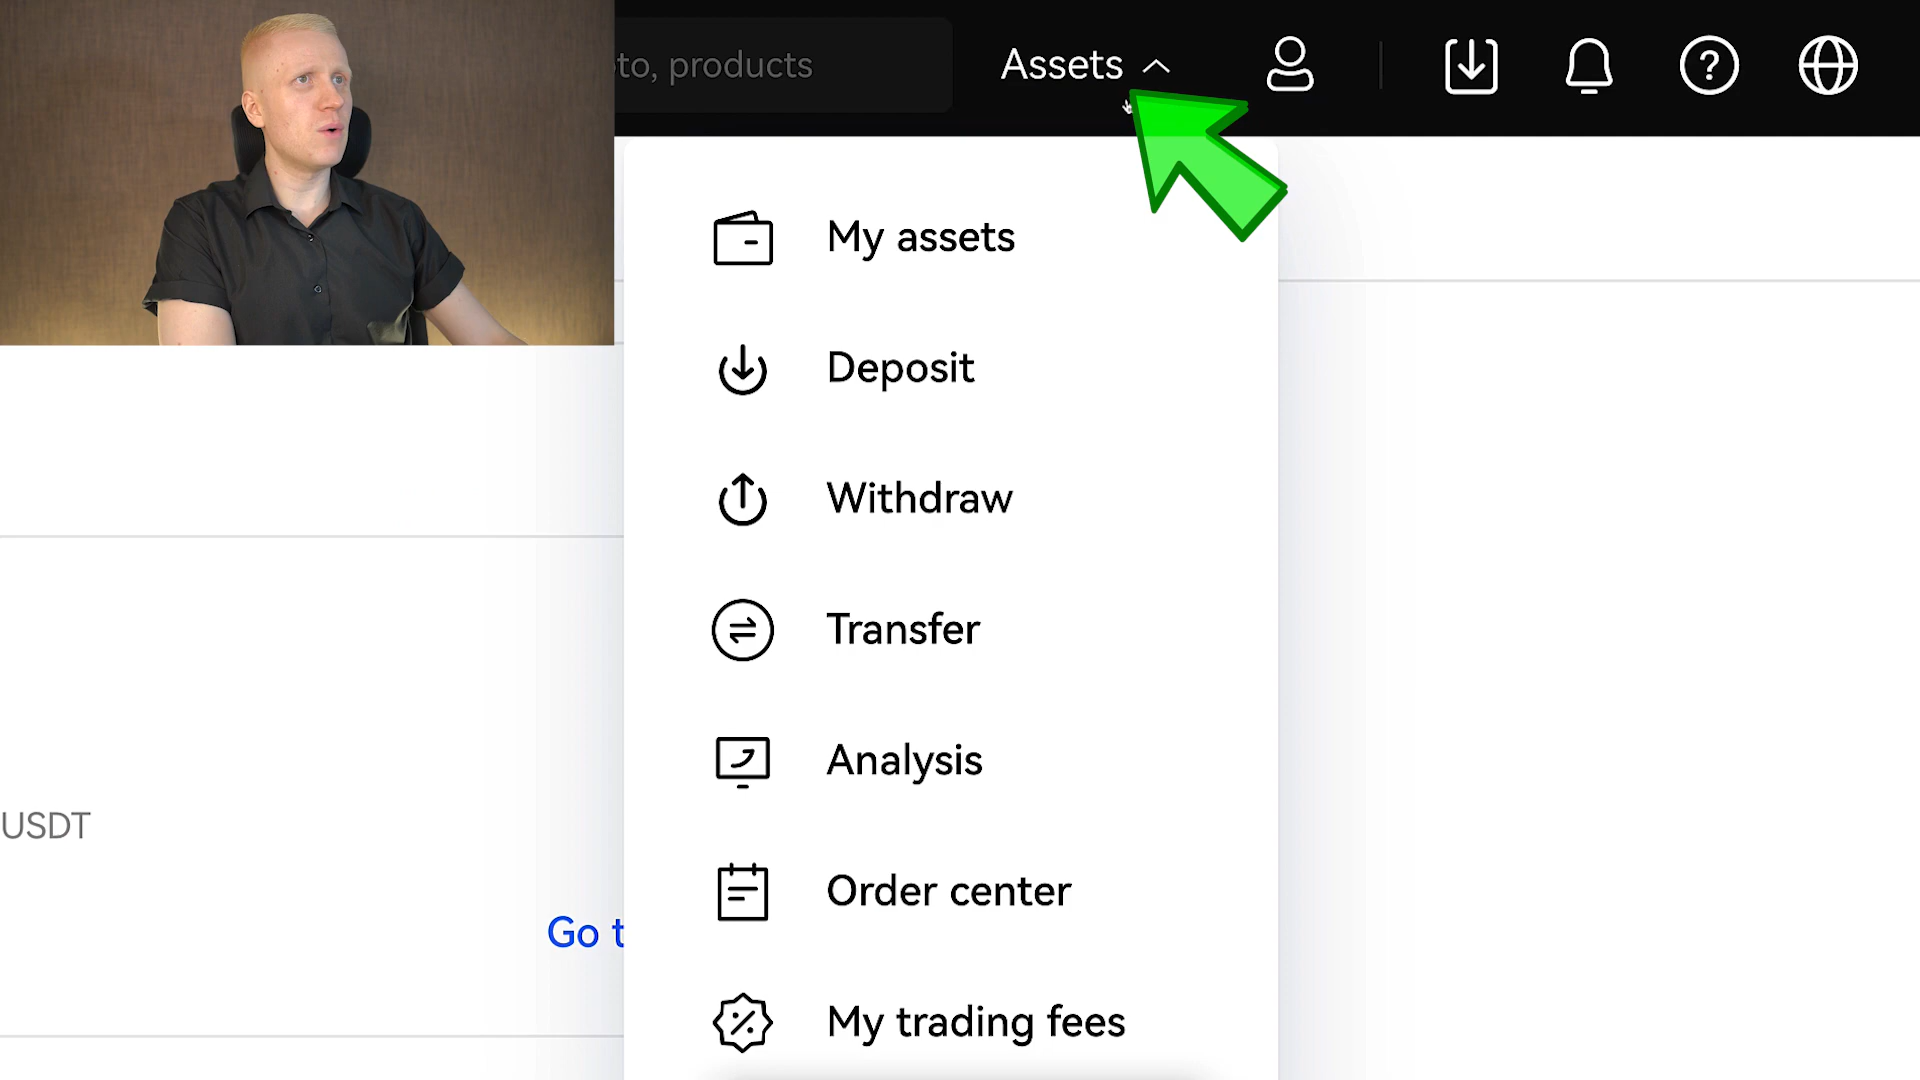 to, products
Assets
My assets
Deposit
Withdraw
Transfer
Analysis
USDT
Order center
Go t
My trading fees